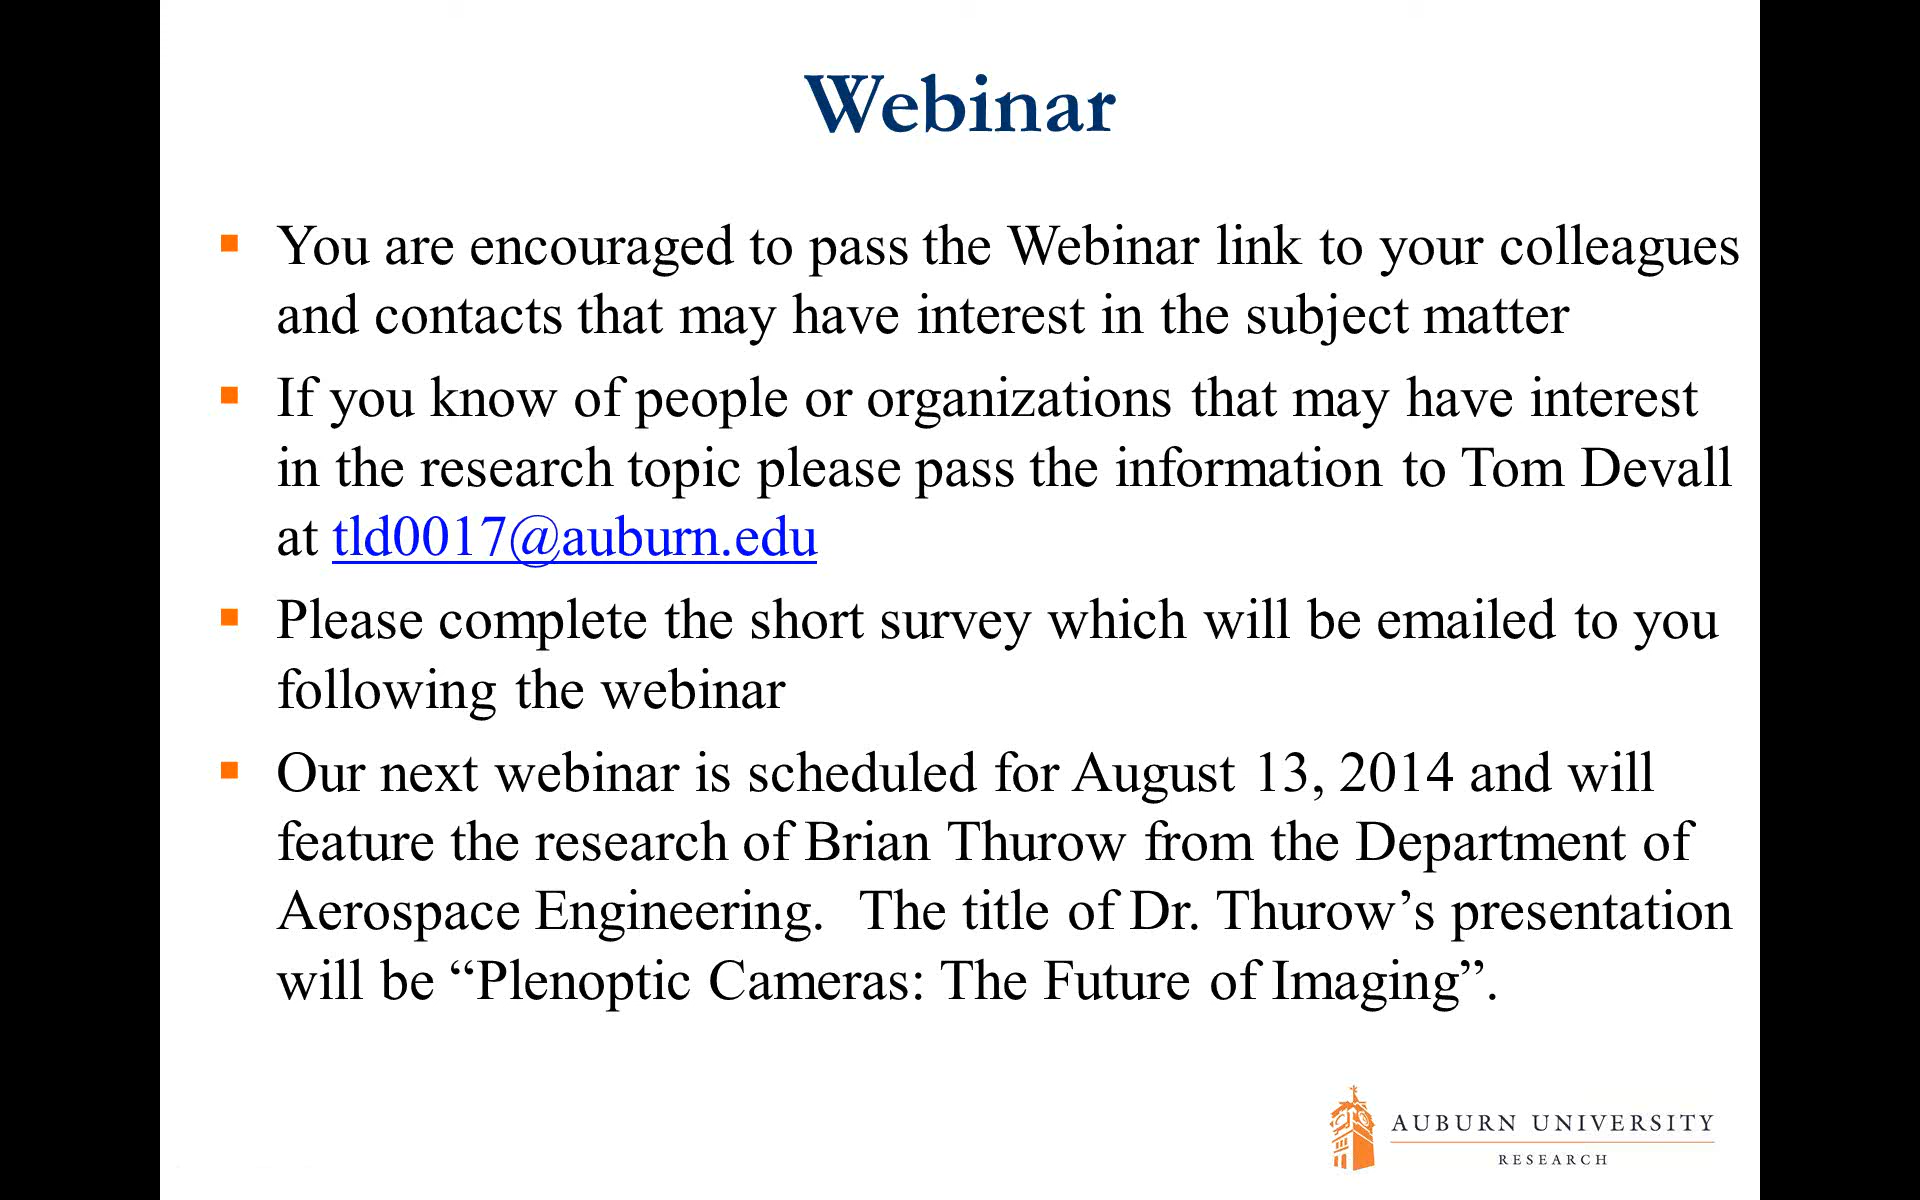 Webinar
You are encouraged to pass the Webinar link to your colleagues
and contacts that may have interest in the subject matter
If you know of people or organizations that may have interest
in the research topic please pass the information to Tom Devall
at tld0017@auburn.edu
Please complete the short survey which will be emailed to you
following the webinar
Our next webinar is scheduled for August 13, 2014 and will
feature the research of Brian Thurow from the Department of
Aerospace Engineering.  The title of Dr. Thurow’s presentation
will be “Plenoptic Cameras: The Future of Imaging”.
AUBURN UNIVERSITY
RESEARCH